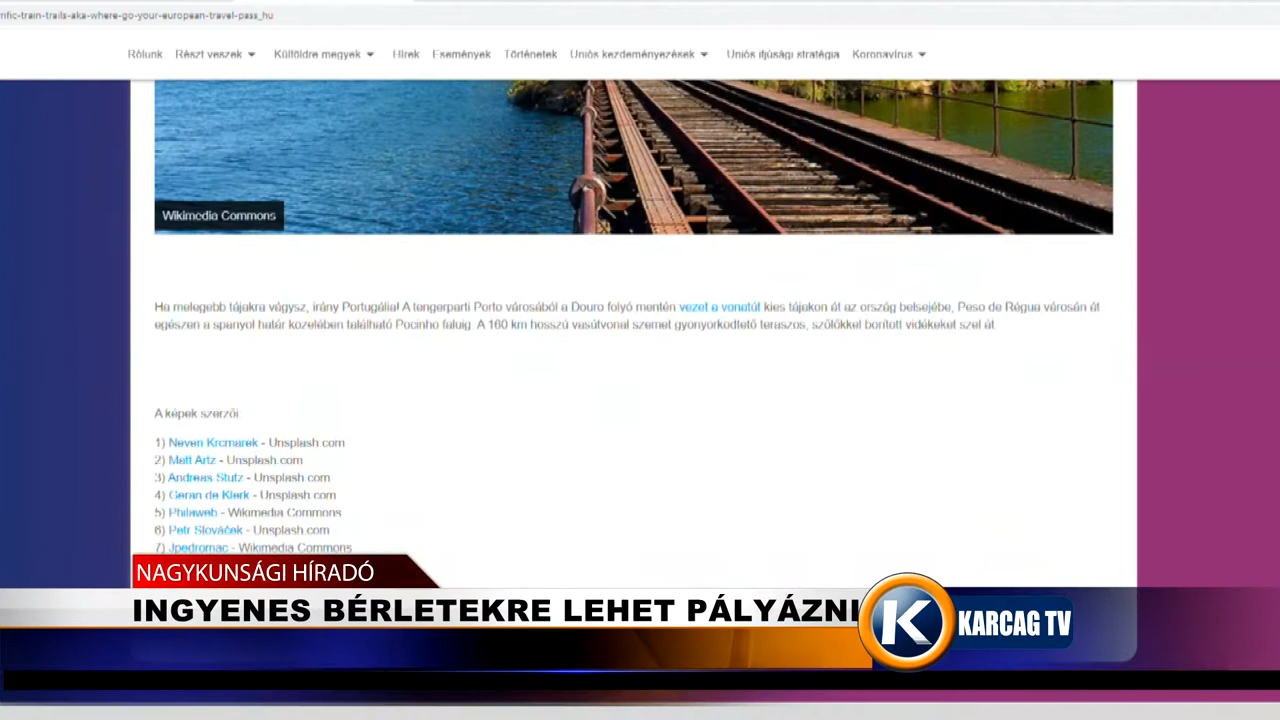 rific-train-trails-aka-where-go-your-european-travel-pass_hu
Rólunk Részt veszek Külföldre megyek Hírek Események Történetek Uniós kezdeményezések Uniós ifjúsági stratégia Koronavírus
Wikimedia Commons
Ha melegebb tájakra vágysz, irány Portugália! A tengerparti Porto városából a Douro folyó mentén vezet a vonatút kies tájakon át az ország belsejébe, Peso de Régua városán át
egészen a spanyol határ közelében található Pocinho faluig. A 160 km hosszú vasútvonal szemet gyönyörködtető teraszos, szőlőkkel borított vidékeket szel át.
A képek szerzői:
1) Neven Krcmarek - Unsplash.com
2) Matt Artz - Unsplash.com
3) Andreas Stutz - Unsplash.com
4) Geran de Klerk - Unsplash.com
5) Philaweb - Wikimedia Commons
6) Petr Slováček - Unsplash.com
7) Jpedromac - Wikimedia Commons
NAGYKUNSÁGI HÍRADÓ
INGYENES BÉRLETEKRE LEHET PÁLYÁZNI
K KARCAG TV